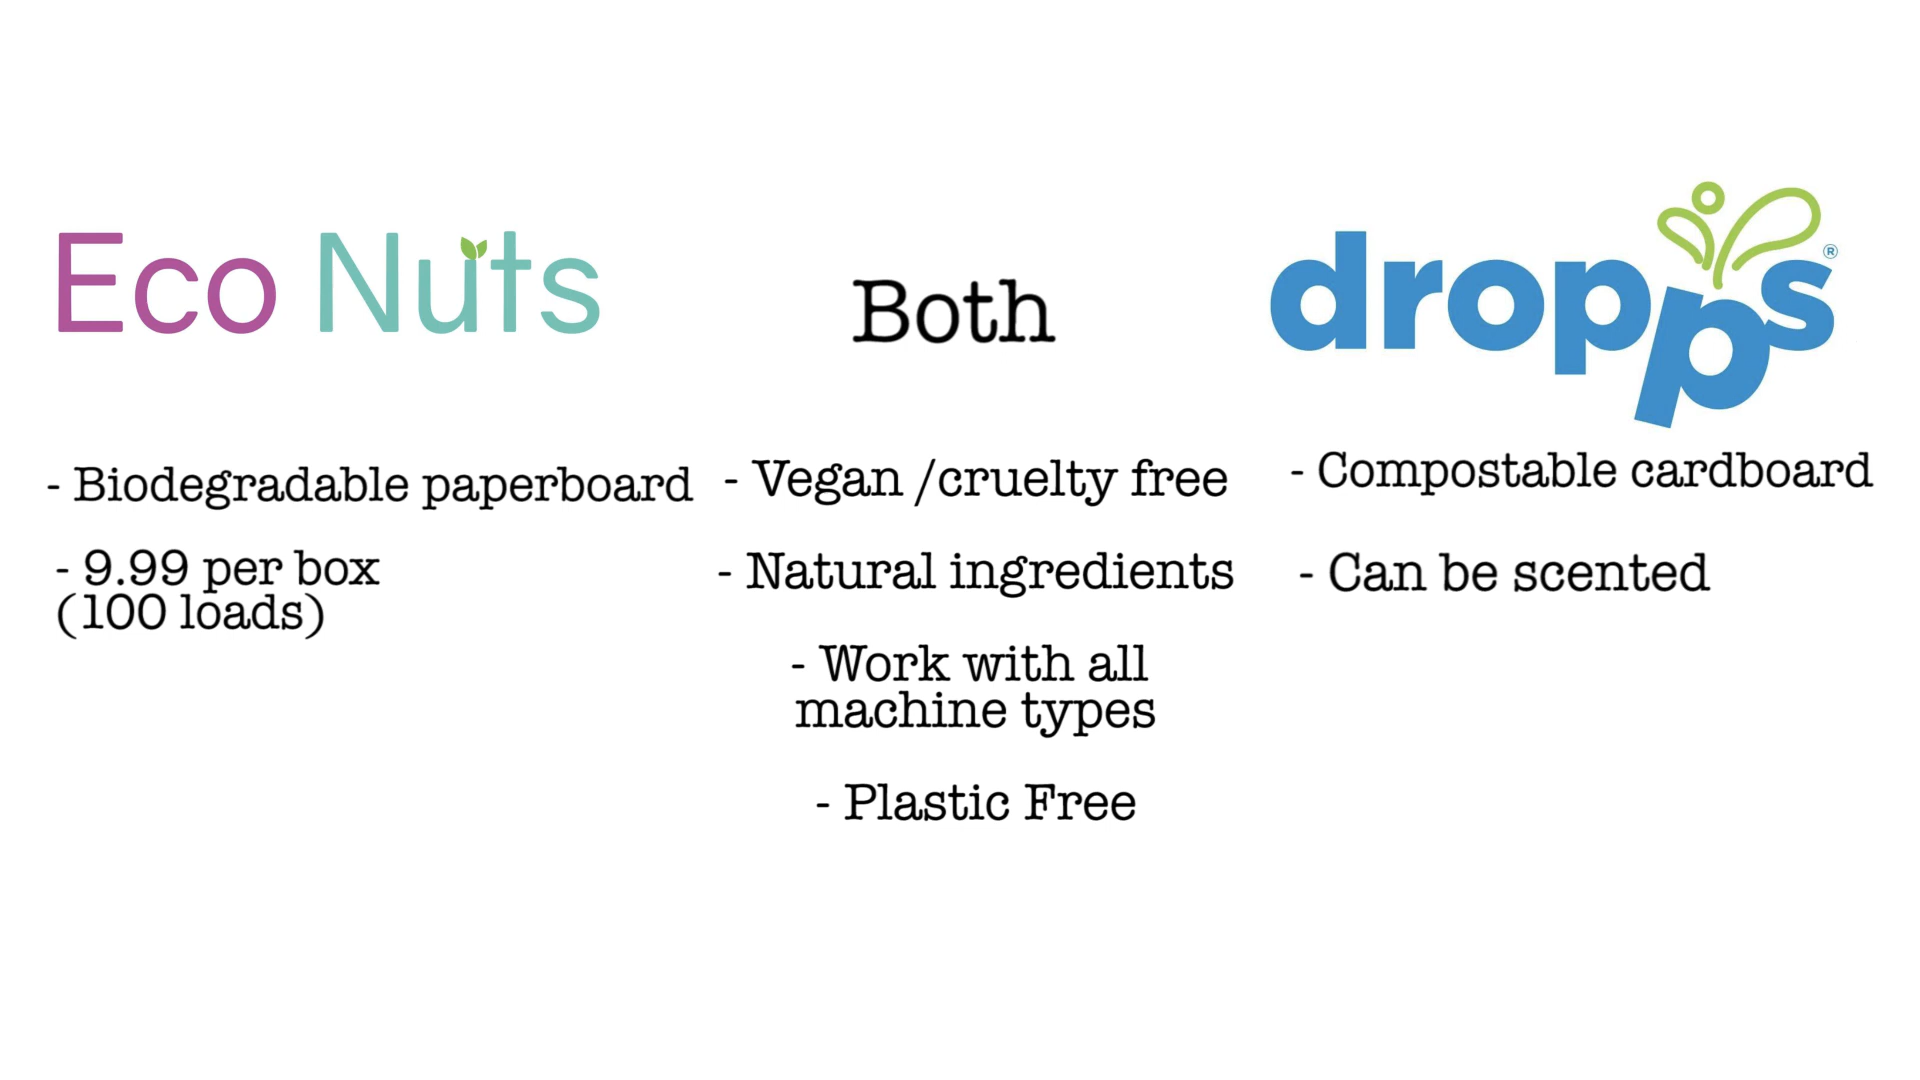 Eco Nuts
- Biodegradable paperboard
- 9.99 per box
(100 loads)
Both
- Vegan /cruelty free
- Natural ingredients
- Work with all
machine types
- Plastic Free
dropps®
- Compostable cardboard
- Can be scented